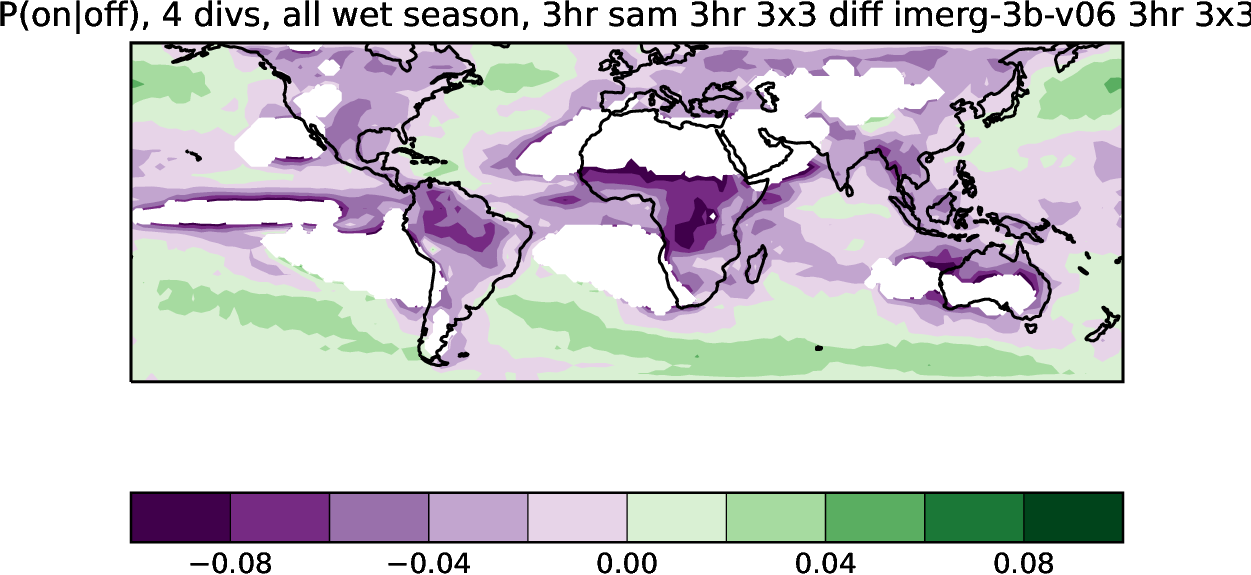 P(on|off), 4 divs, all wet season, 3hr sam 3hr 3x3 diff imerg-3b-v06 3hr 3x3
−0.08 −0.04 0.00 0.04 0.08